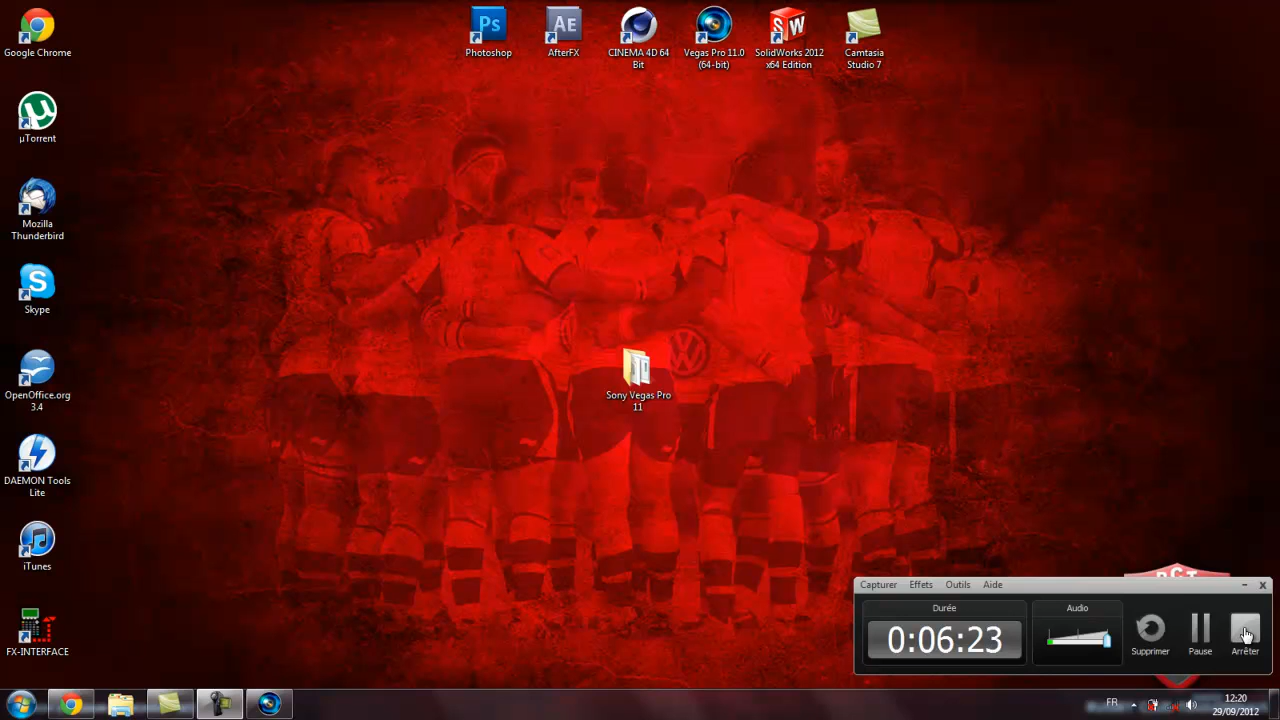 Google Chrome
µTorrent
Mozilla
Thunderbird
Skype
OpenOffice.org
3.4
DAEMON Tools
Lite
iTunes
FX-INTERFACE
Ps
Photoshop
AE
AfterFX
CINEMA 4D 64
Bit
Vegas Pro 11.0
(64-bit)
SW
SolidWorks 2012
x64 Edition
Camtasia
Studio 7
Sony Vegas Pro
11
RCT
Capturer
Effets
Outils
Aide
Durée
0:06:23
Audio
Supprimer
Pause
Arrêter
FR
12:20
29/09/2012